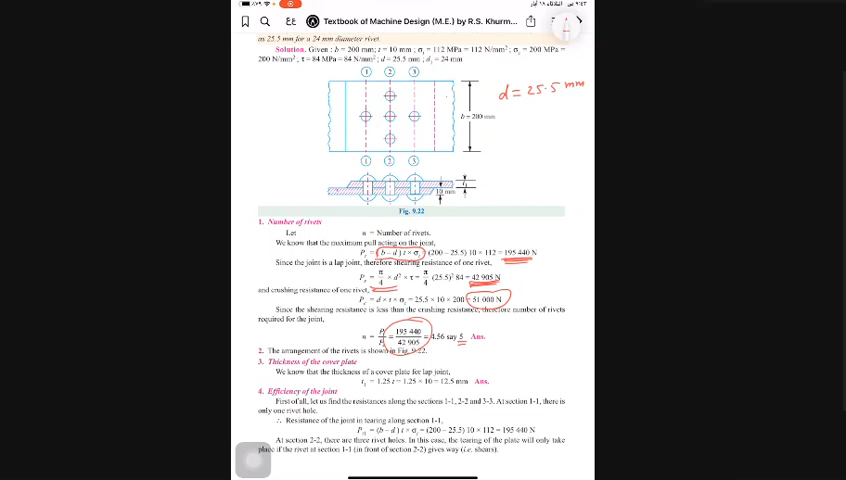 Textbook of Machine Design (M.E.) by R.S. Khurm...
as 25.5 mm for a 24 mm diameter rivet.
Solution. Given : b = 200 mm; t = 10 mm ; σt = 112 MPa = 112 N/mm² ; σc = 200 MPa =
200 N/mm² ; τ = 84 MPa = 84 N/mm² ; d = 25.5 mm ; d1 = 24 mm
d = 25.5 mm
1 2 3
b = 200 mm
1 2 3
t1
10 mm
Fig. 9.22
1. Number of rivets
Let n = Number of rivets.
We know that the maximum pull acting on the joint,
Pt = (b – d) t × σt = (200 – 25.5) 10 × 112 = 195 440 N
Since the joint is a lap joint, therefore shearing resistance of one rivet,
Ps = π/4 × d² × τ = π/4 (25.5)² 84 = 42 905 N
and crushing resistance of one rivet,
Pc = d × t × σc = 25.5 × 10 × 200 = 51 000 N
Since the shearing resistance is less than the crushing resistance, therefore number of rivets
required for the joint,
n = Pt/Ps = 195 440/42 905 = 4.56 say 5 Ans.
2. The arrangement of the rivets is shown in Fig. 9.22.
3. Thickness of the cover plate
We know that the thickness of a cover plate for lap joint,
t1 = 1.25 t = 1.25 × 10 = 12.5 mm Ans.
4. Efficiency of the joint
First of all, let us find the resistances along the sections 1-1, 2-2 and 3-3. At section 1-1, there is
only one rivet hole.
∴ Resistance of the joint in tearing along section 1-1,
Pt1 = (b – d) t × σt = (200 – 25.5) 10 × 112 = 195 440 N
At section 2-2, there are three rivet holes. In this case, the tearing of the plate will only take
place if the rivet at section 1-1 (in front of section 2-2) gives way (i.e. shears).